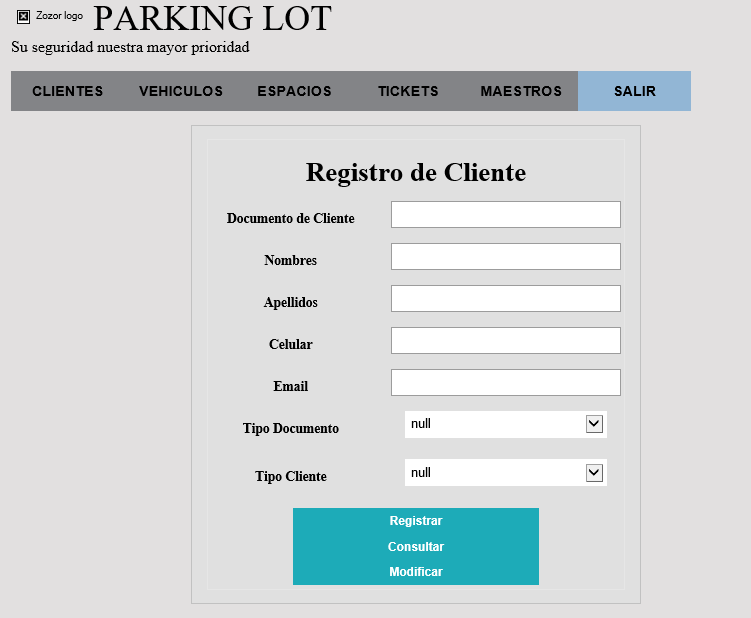 Zozor logo PARKING LOT
Su seguridad nuestra mayor prioridad
CLIENTES VEHICULOS ESPACIOS TICKETS MAESTROS SALIR
Registro de Cliente
Documento de Cliente
Nombres
Apellidos
Celular
Email
Tipo Documento null
Tipo Cliente null
Registrar
Consultar
Modificar